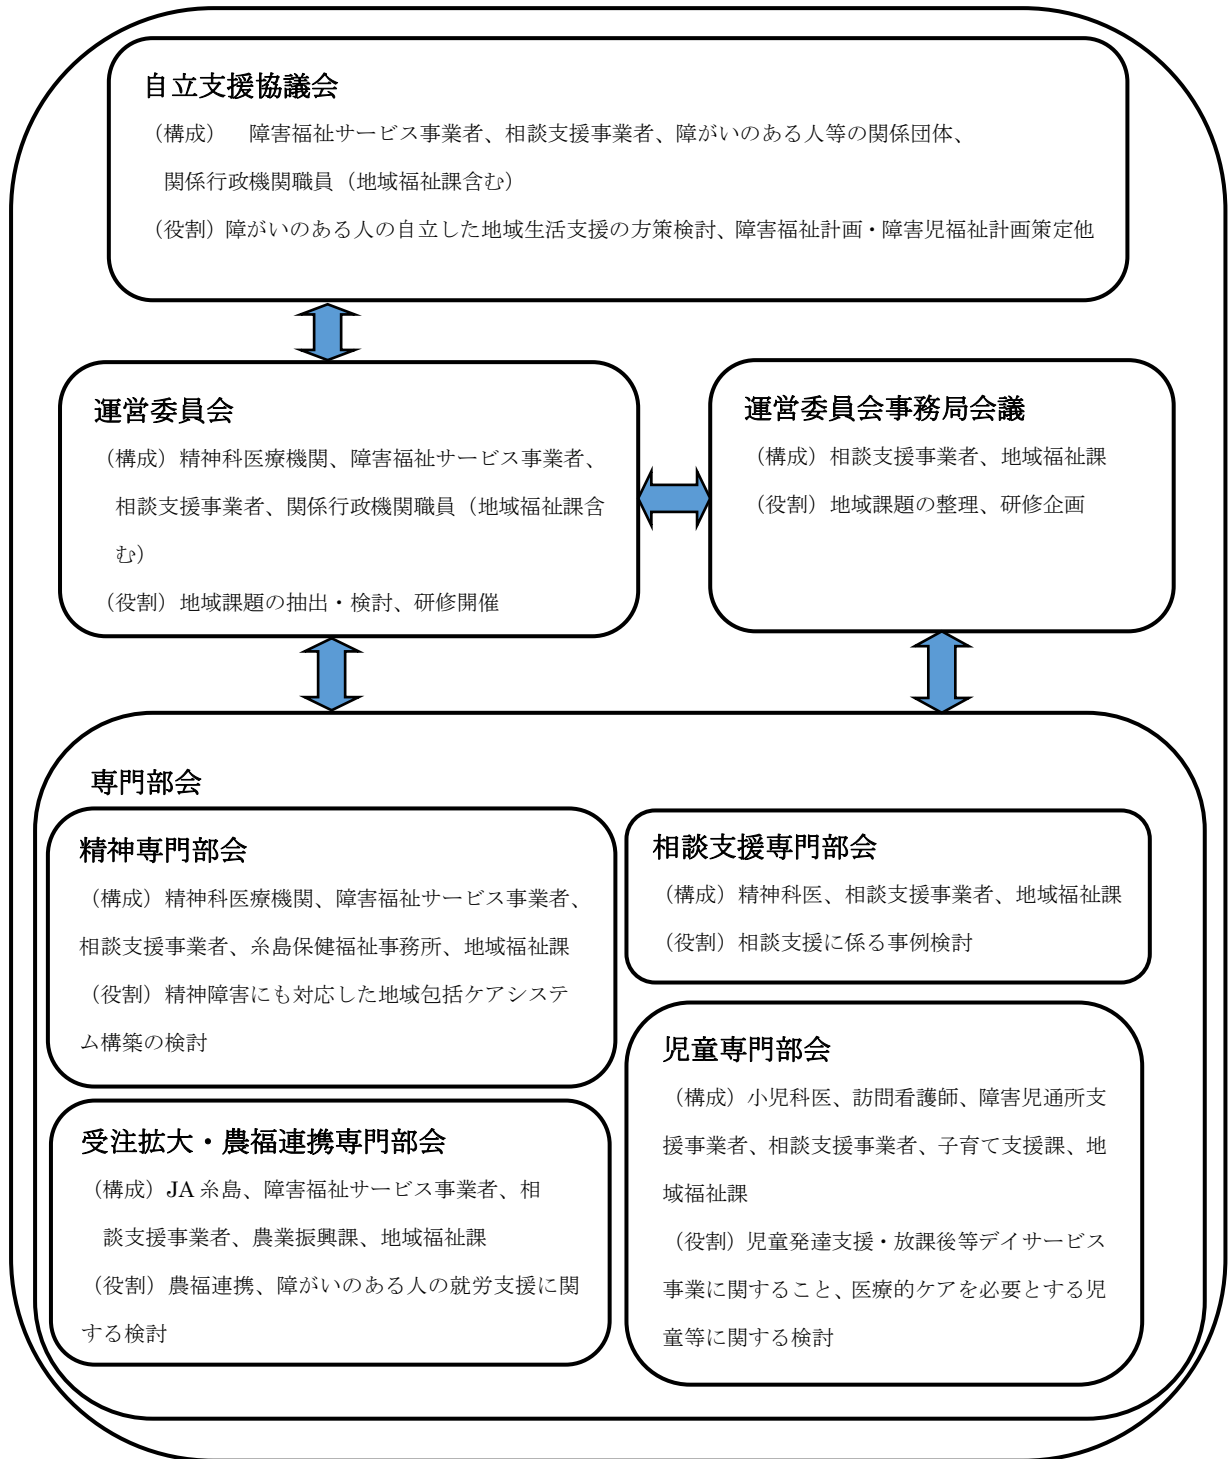 自立支援協議会
（構成）　障害福祉サービス事業者、相談支援事業者、障がいのある人等の関係団体、
関係行政機関職員（地域福祉課含む）
（役割）障がいのある人の自立した地域生活支援の方策検討、障害福祉計画・障害児福祉計画策定他
運営委員会
（構成）精神科医療機関、障害福祉サービス事業者、
相談支援事業者、関係行政機関職員（地域福祉課含
む）
（役割）地域課題の抽出・検討、研修開催
運営委員会事務局会議
（構成）相談支援事業者、地域福祉課
（役割）地域課題の整理、研修企画
専門部会
精神専門部会
（構成）精神科医療機関、障害福祉サービス事業者、
相談支援事業者、糸島保健福祉事務所、地域福祉課
（役割）精神障害にも対応した地域包括ケアシステ
ム構築の検討
相談支援専門部会
（構成）精神科医、相談支援事業者、地域福祉課
（役割）相談支援に係る事例検討
受注拡大・農福連携専門部会
（構成）JA 糸島、障害福祉サービス事業者、相
談支援事業者、農業振興課、地域福祉課
（役割）農福連携、障がいのある人の就労支援に関
する検討
児童専門部会
（構成）小児科医、訪問看護師、障害児通所支
援事業者、相談支援事業者、子育て支援課、地
域福祉課
（役割）児童発達支援・放課後等デイサービス
事業に関すること、医療的ケアを必要とする児
童等に関する検討